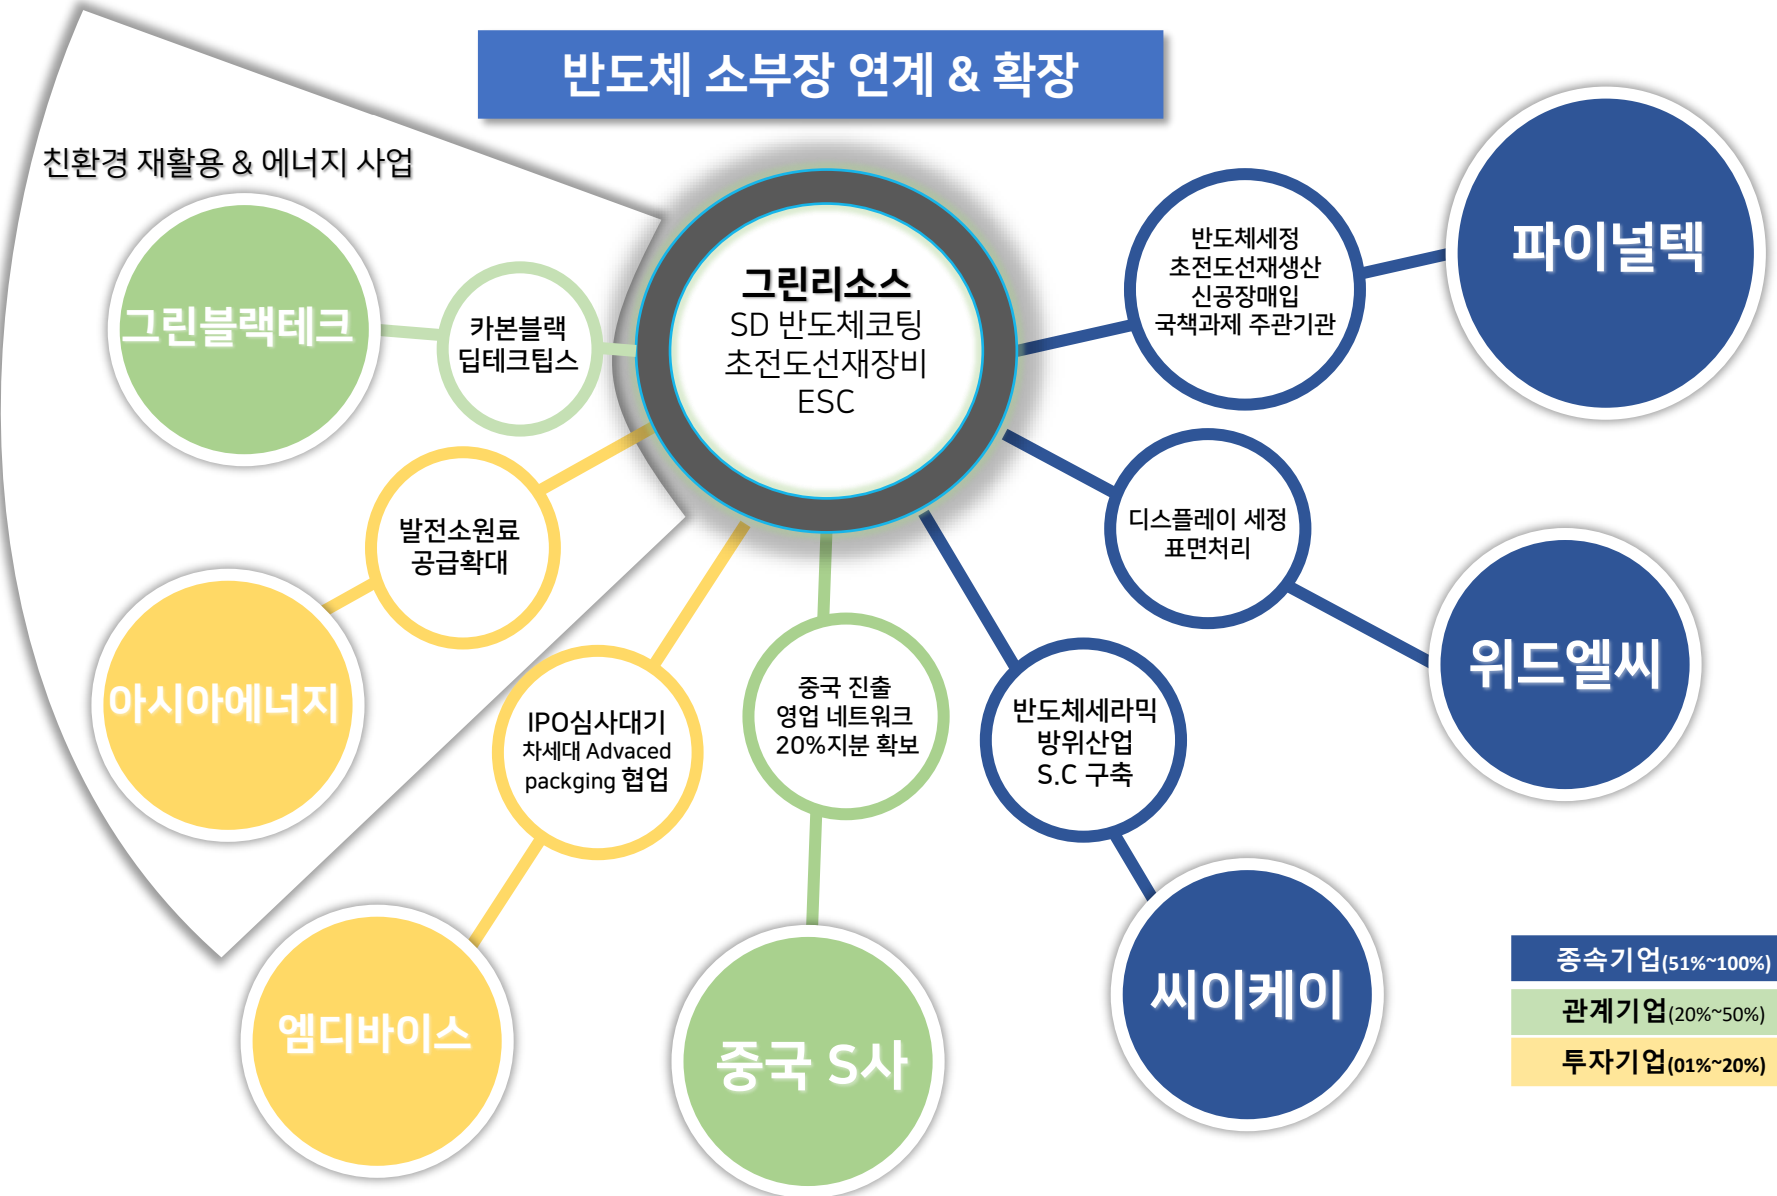 반도체 소부장 연계 & 확장
친환경 재활용 & 에너지 사업
그린리소스
SD 반도체코팅
초전도선재장비
ESC
그린블랙테크
카본블랙
딥테크팁스
발전소원료
공급확대
아시아에너지
IPO심사대기
차세대 Advaced
packging 협업
엠디바이스
중국 진출
영업 네트워크
20%지분 확보
중국 S사
반도체세라믹
방위산업
S.C 구축
씨이케이
디스플레이 세정
표면처리
위드엘씨
반도체세정
초전도선재생산
신공장매입
국책과제 주관기관
파이널텍
종속기업(51%~100%)
관계기업(20%~50%)
투자기업(01%~20%)